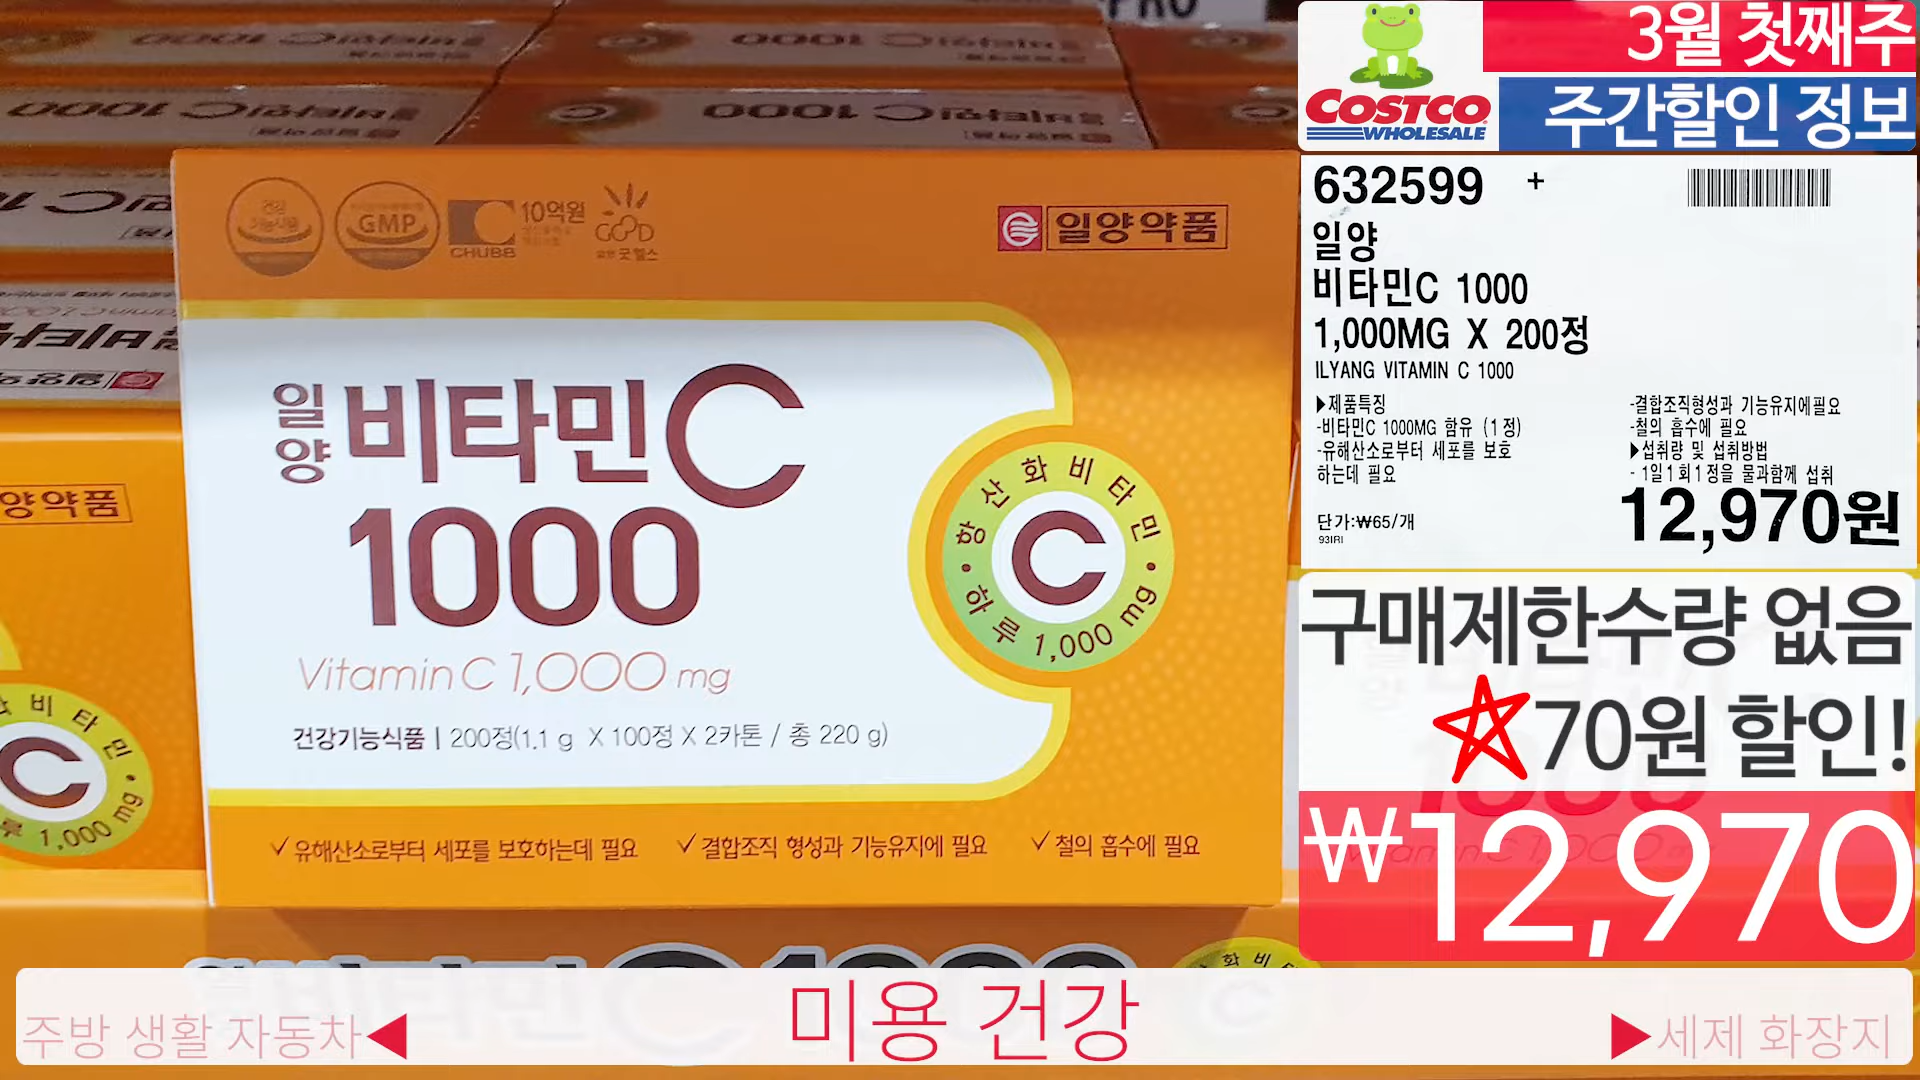 일양약품
GMP
CHUBB
10억원
GOOD
굿헬스
일양
비타민C
1000
Vitamin C 1,000 mg
건강기능식품 | 200정(1.1 g X 100정 X 2카톤 / 총 220 g)
항산화비타민
C
하루 1,000 mg
✓유해산소로부터 세포를 보호하는데 필요 ✓결합조직 형성과 기능유지에 필요 ✓철의 흡수에 필요
양약품
1,000 mg
3월 첫째주
COSTCO
WHOLESALE
주간할인 정보
632599 +
일양
비타민C 1000
1,000MG X 200정
ILYANG VITAMIN C 1000
▶제품특징
-비타민C 1000MG 함유 (1정)
-유해산소로부터 세포를 보호
하는데 필요
-결합조직형성과 기능유지에필요
-철의 흡수에 필요
▶섭취량 및 섭취방법
- 1일1회1정을 물과함께 섭취
12,970원
단가:₩65/개
93IRI
구매제한수량 없음
☆70원 할인!
₩12,970
주방 생활 자동차◀
미용 건강
▶세제 화장지